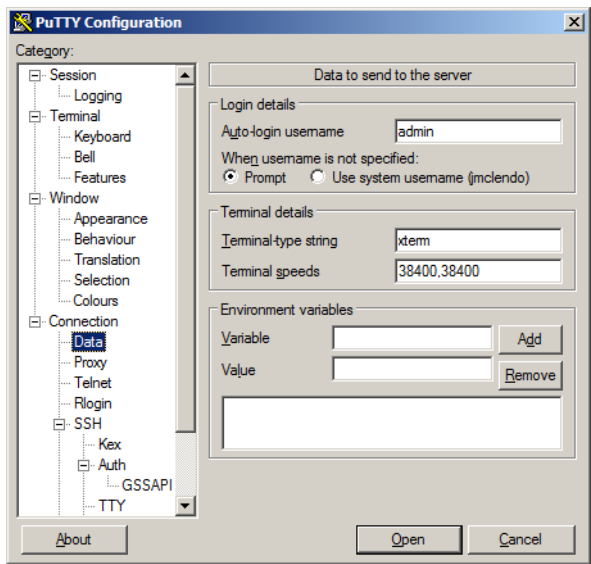 PuTTY Configuration
Category:
Session
Logging
Terminal
Keyboard
Bell
Features
Window
Appearance
Behaviour
Translation
Selection
Colours
Connection
Data
Proxy
Telnet
Rlogin
SSH
Kex
Auth
GSSAPI
TTY
Data to send to the server
Login details
Auto-login username admin
When username is not specified:
Prompt Use system username (jmclendo)
Terminal details
Terminal-type string xterm
Terminal speeds 38400,38400
Environment variables
Variable Add
Value Remove
About Open Cancel